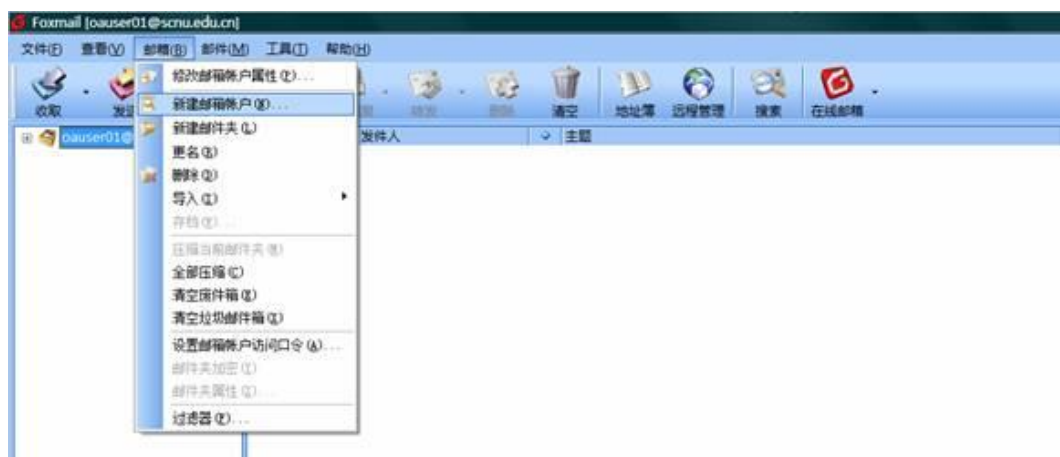 Foxmail [oauser01@scnu.edu.cn]
文件(F) 查看(V) 邮箱(B) 邮件(M) 工具(T) 帮助(H)
收取 清空 地址簿 远程管理 搜索 在线邮箱
oauser01@ 发件人 主题
修改邮箱帐户属性(P)...
新建邮箱帐户(N)...
新建邮件夹(L)
更名(R)
删除(D)
导入(I)
存档(E)...
压缩当前邮件夹
全部压缩(C)
清空废件箱
清空垃圾邮件箱
设置邮箱帐户访问口令(A)...
邮件夹加密
邮件夹属性
过滤器(F)...